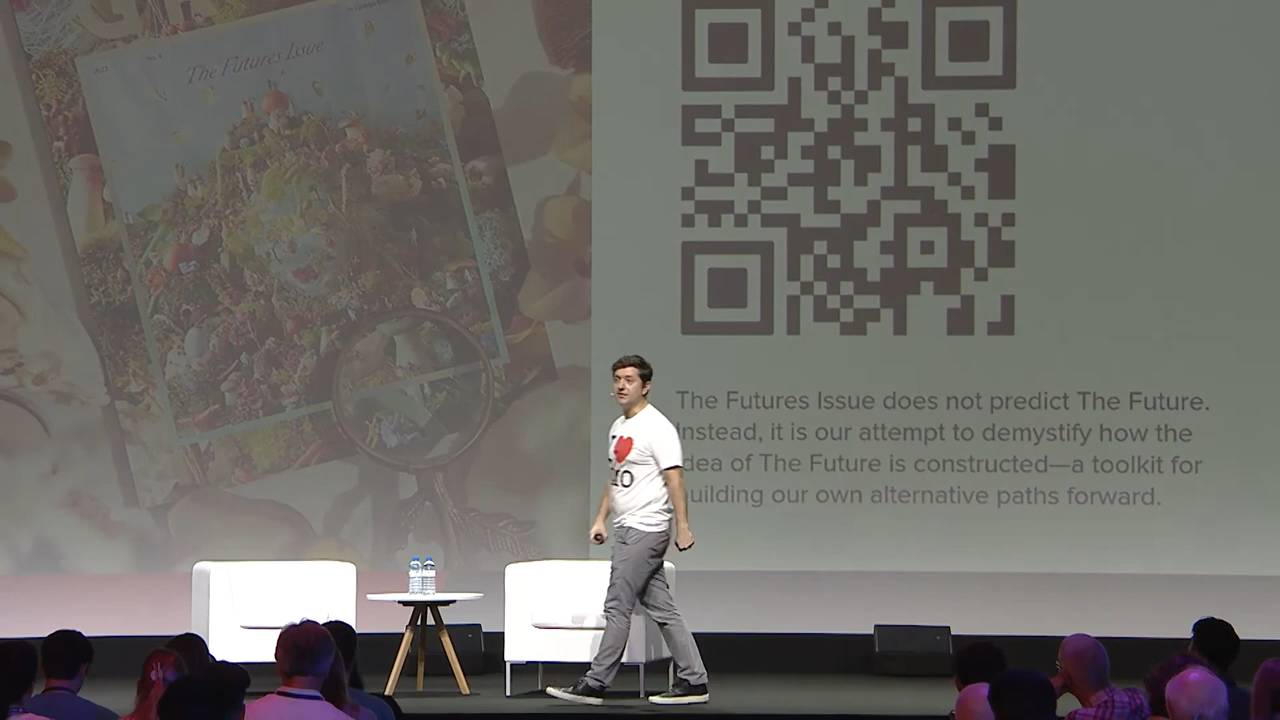 The Futures Issue
The Futures Issue does not predict The Future.
Instead, it is our attempt to demystify how the
idea of The Future is constructed—a toolkit for
building our own alternative paths forward.